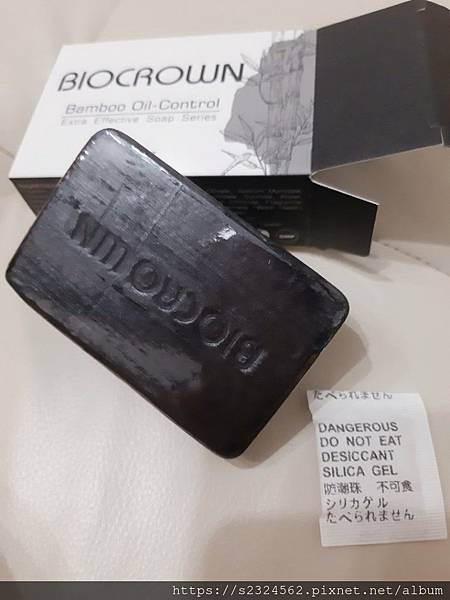 BIOCROWN
Bamboo Oil-Control
Extra Effective Soap Series
BIOCROWN
たべられません
DANGEROUS
DO NOT EAT
DESICCANT
SILICA GEL
防潮珠 不可食
シリカゲル
たべられません
https://s2324562.pixnet.net/album